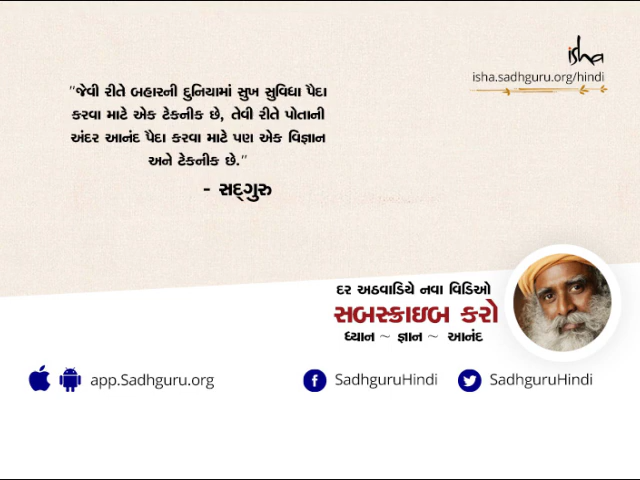 isha
isha.sadhguru.org/hindi
"જેવી રીતે બહારની દુનિયામાં સુખ સુવિધા પૈદા
કરવા માટે એક ટેકનીક છે, તેવી રીતે પોતાની
અંદર આનંદ પૈદા કરવા માટે પણ એક વિજ્ઞાન
અને ટેકનીક છે."
- સદ્‌ગુરુ
દર અઠવાડિયે નવા વિડિઓ
સબસ્ક્રાઇબ કરો
ધ્યાન ~ જ્ઞાન ~ આનંદ
app.Sadhguru.org
SadhguruHindi
SadhguruHindi